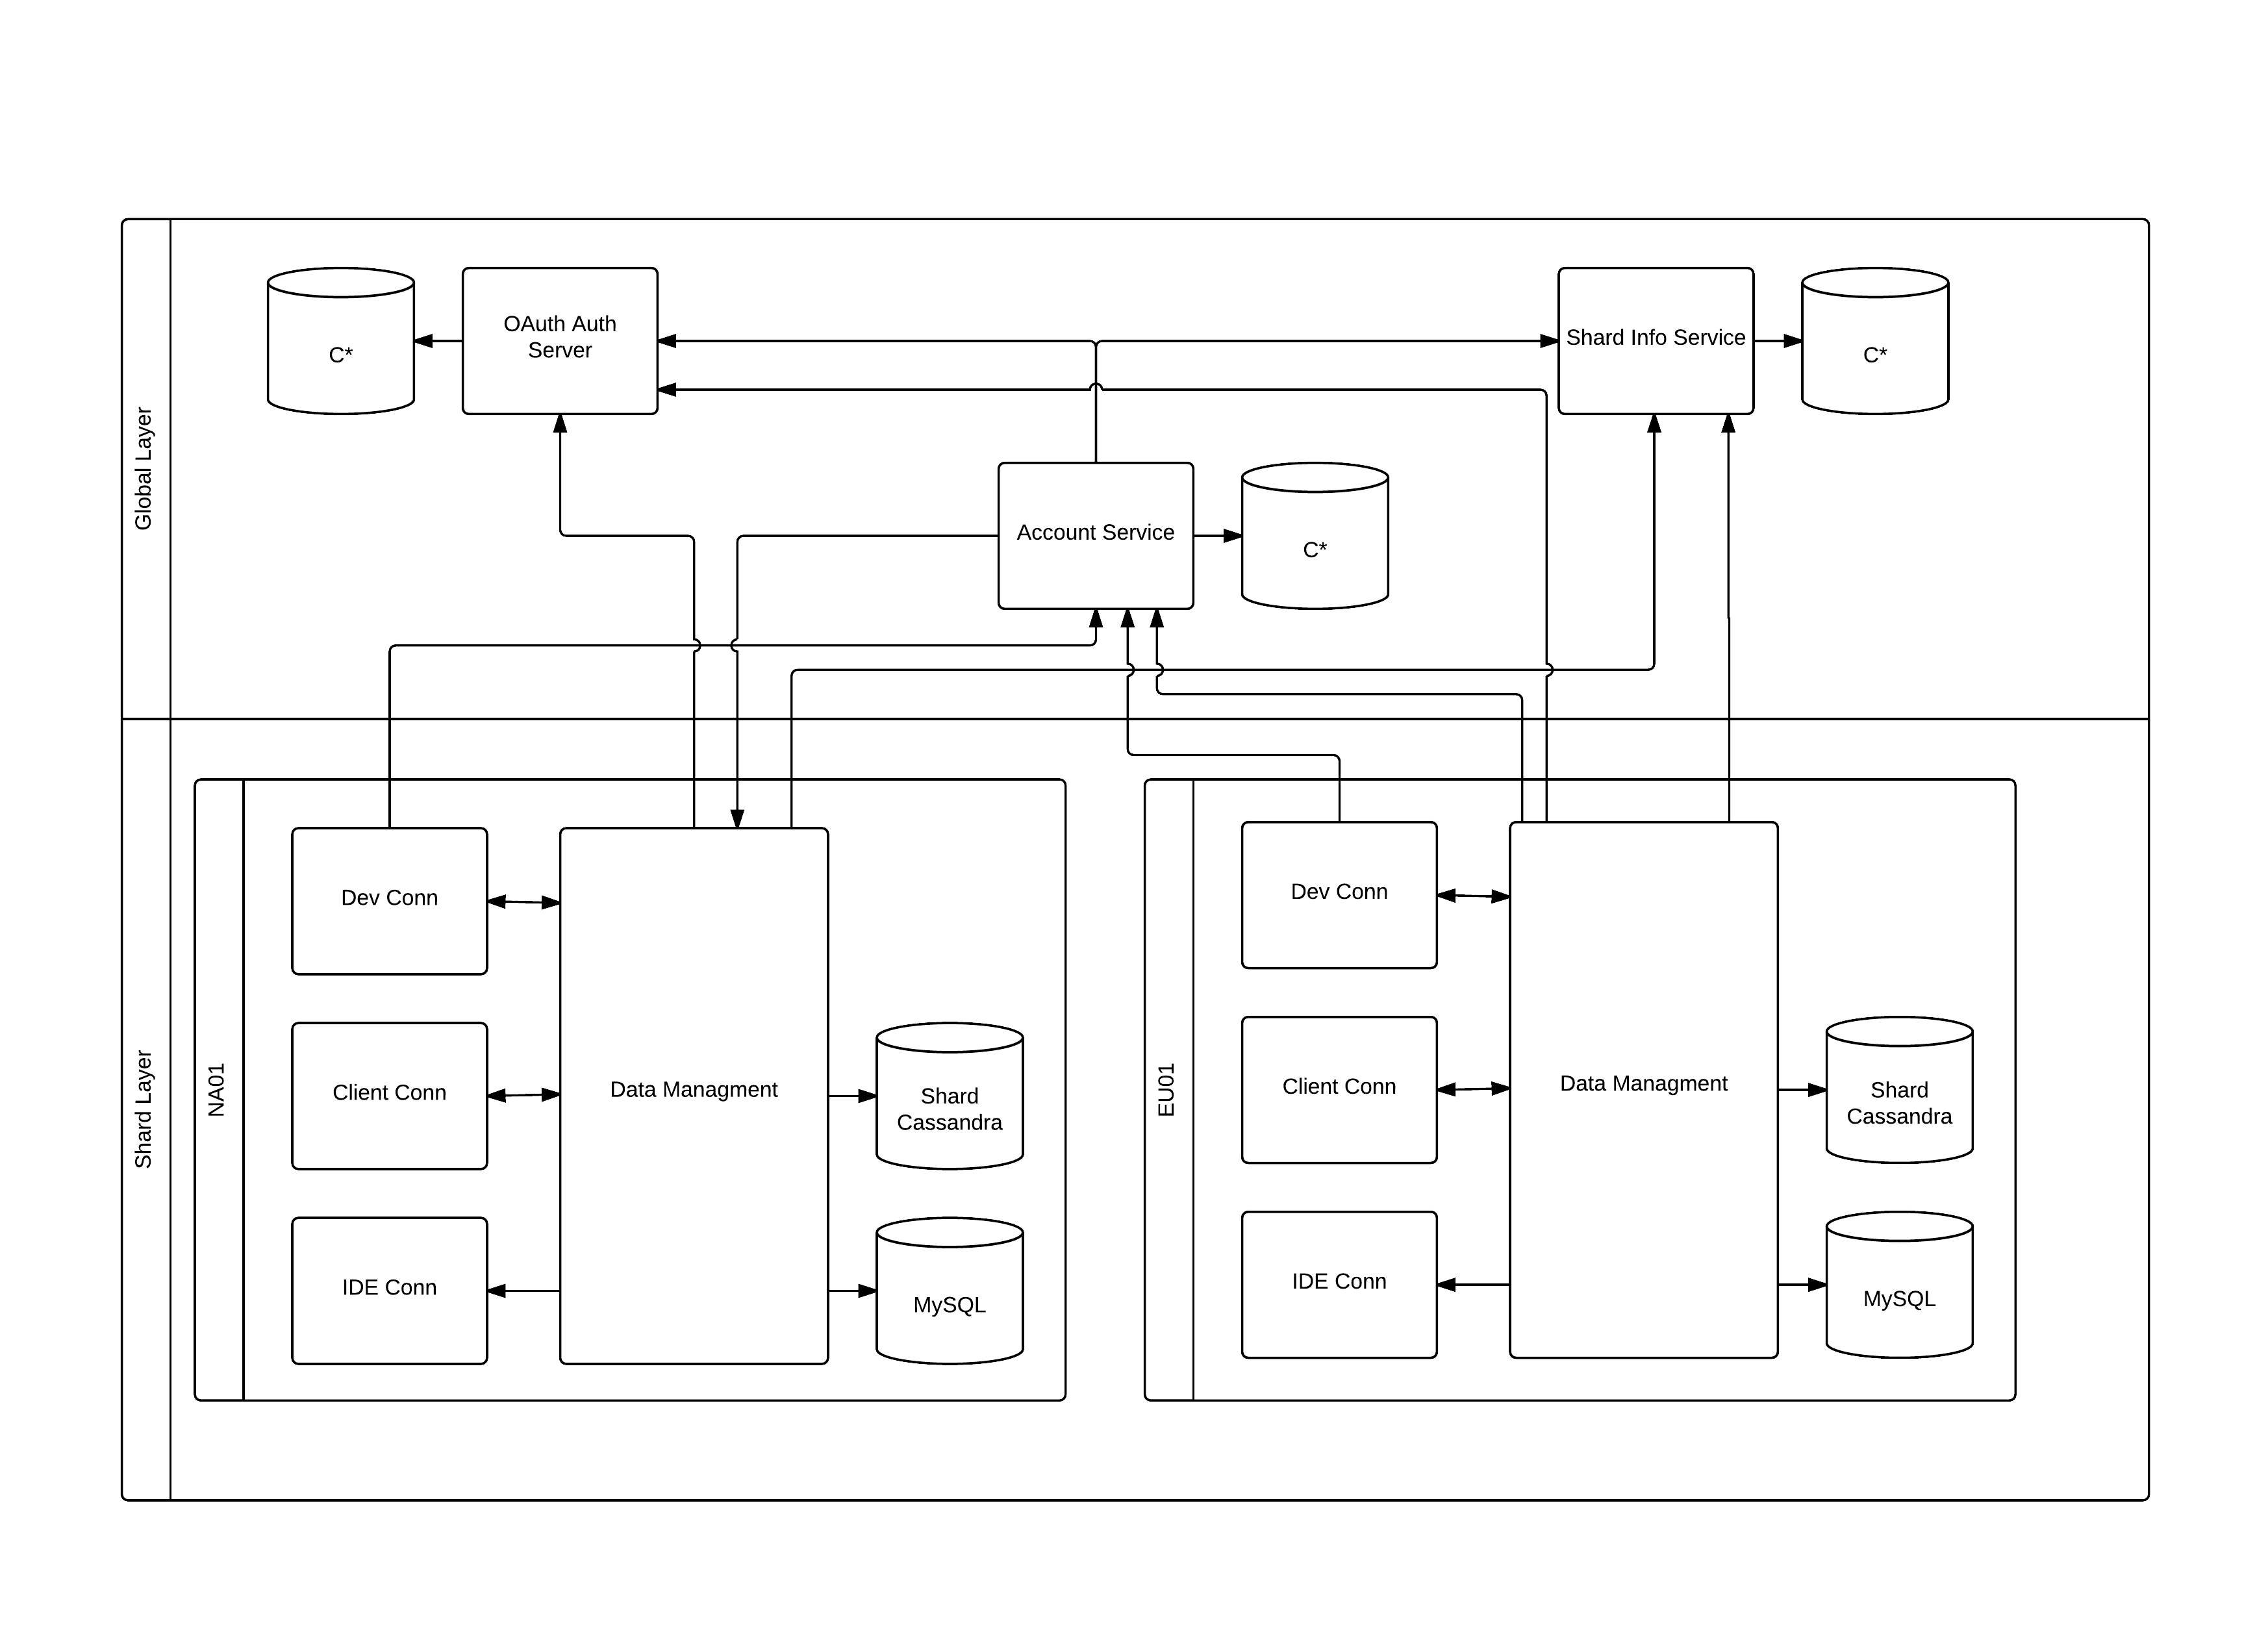 Global Layer
C*
OAuth Auth
Server
Shard Info Service
C*
Account Service
C*
Shard Layer
NA01
Dev Conn
Client Conn
IDE Conn
Data Managment
Shard
Cassandra
MySQL
EU01
Dev Conn
Client Conn
IDE Conn
Data Managment
Shard
Cassandra
MySQL